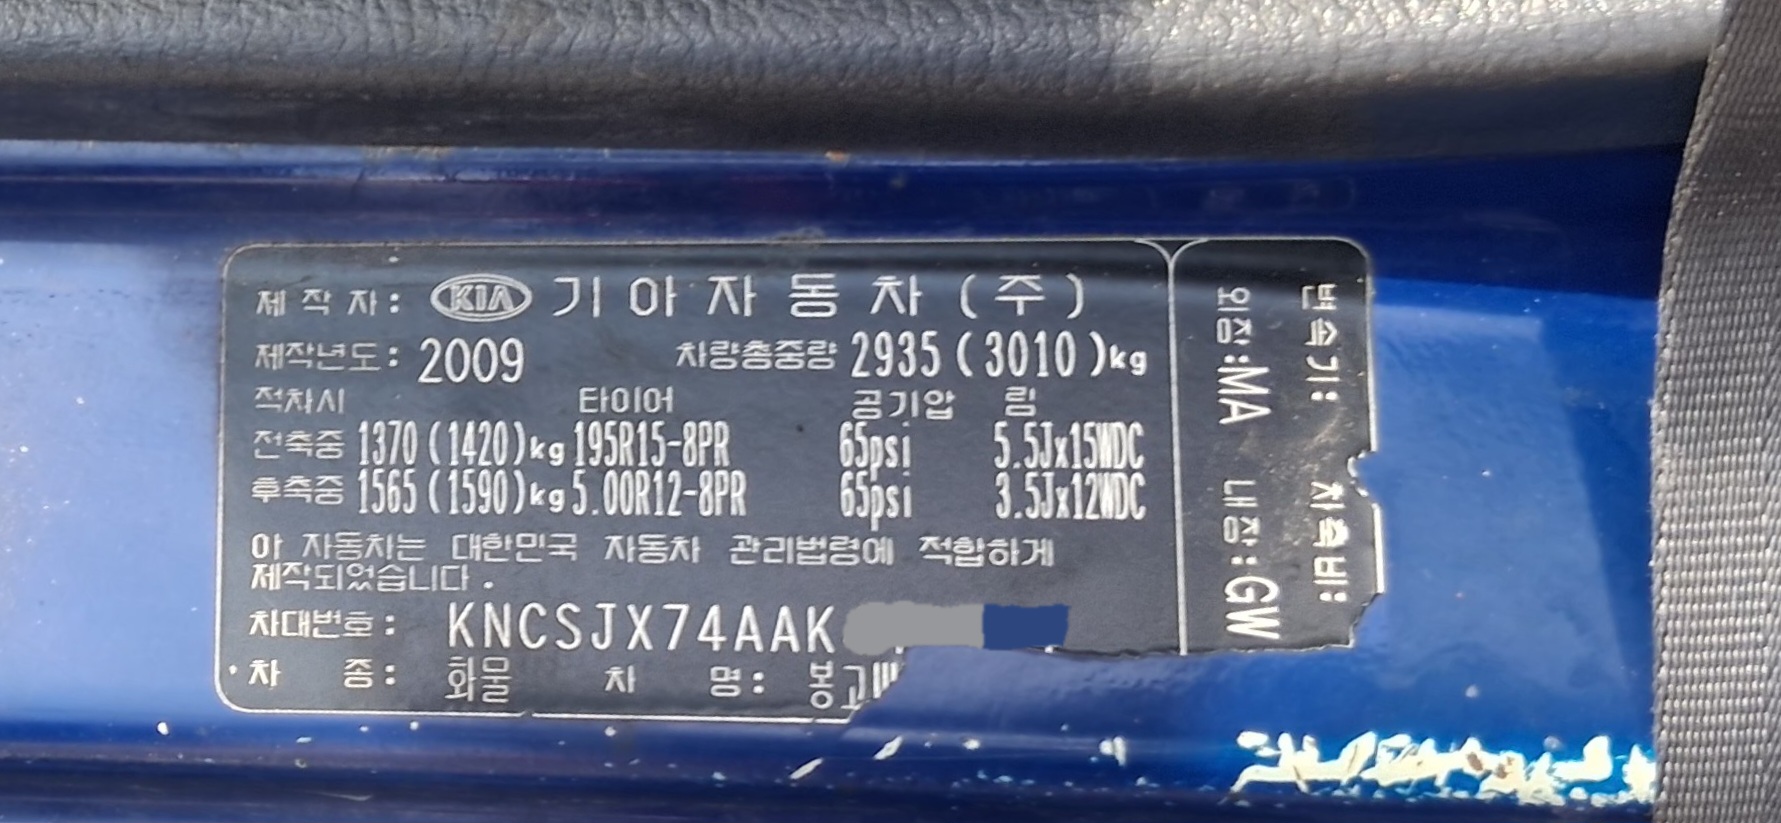 제 작 자: KIA 기 아 자 동 차 (주)
제작년도: 2009 차량총중량 2935 (3010)kg
적차시 타이어 공기압 림
전축중 1370 (1420)kg 195R15-8PR 65psi 5.5Jx15WDC
후축중 1565 (1590)kg 5.00R12-8PR 65psi 3.5Jx12WDC
이 자동차는 대한민국 자동차 관리법령에 적합하게
제작되었습니다.
차대번호: KNCSJX74AAK
차 종: 화물 차 명: 봉고
변속기: 차축비:
외장:MA 내장:GW